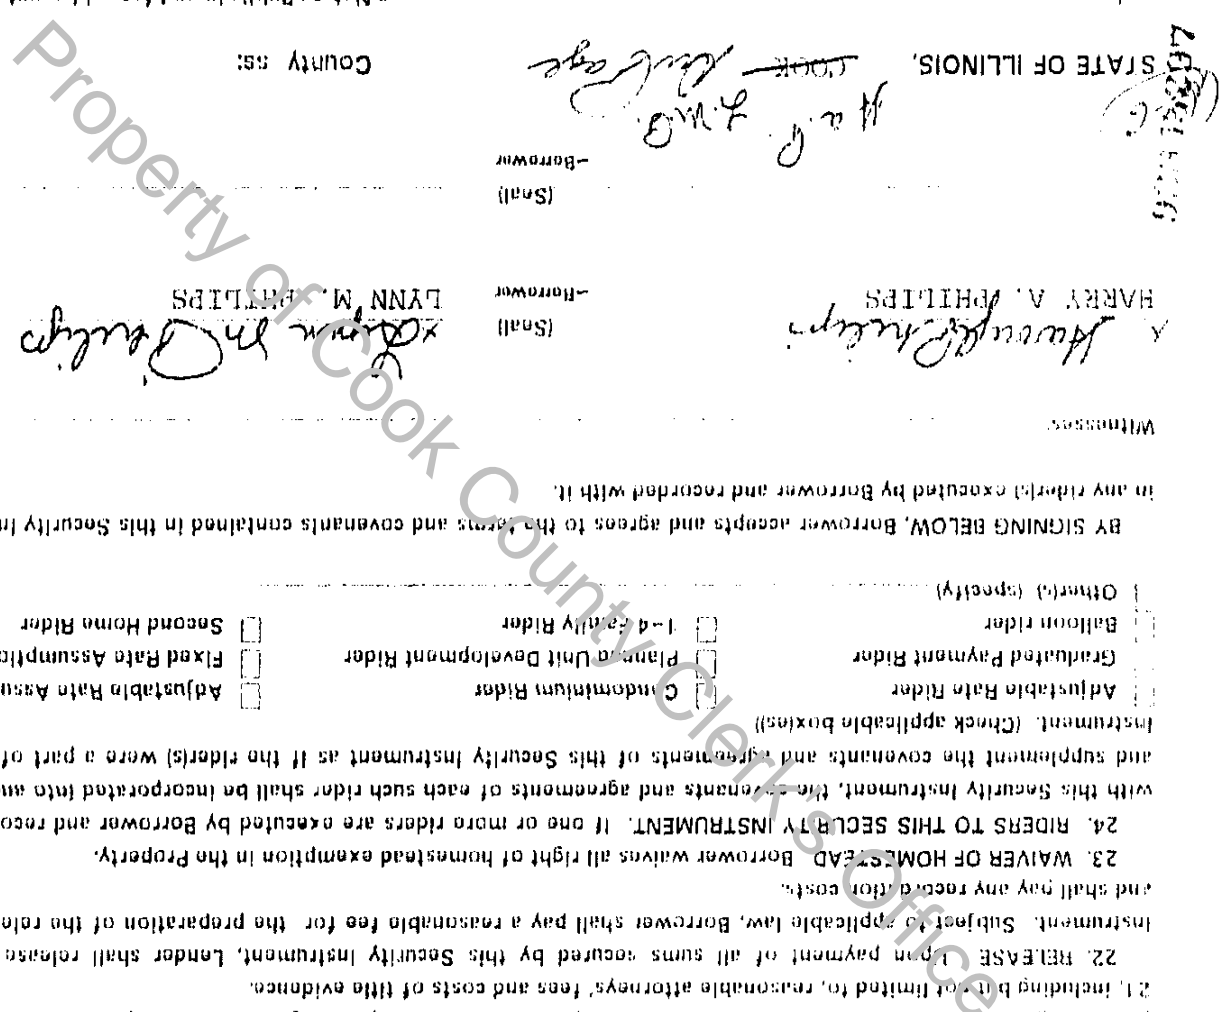 21, including but not limited to, reasonable attorneys' fees and costs of title evidence.
22. RELEASE Upon payment of all sums secured by this Security Instrument, Lender shall release
Instrument. Subject to applicable law, Borrower shall pay a reasonable fee for the preparation of the rele
and shall pay any recordation costs.
23. WAIVER OF HOMESTEAD Borrower waives all right of homestead exemption in the Property.
24. RIDERS TO THIS SECURITY INSTRUMENT. If one or more riders are executed by Borrower and reco
with this Security Instrument, the covenants and agreements of each such rider shall be incorporated into an
and supplement the covenants and agreements of this Security Instrument as if the rider(s) were a part of
Instrument. (Check applicable box(es))
Adjustable Rate Rider Condominium Rider Adjustable Rate Assu
Graduated Payment Rider Planned Unit Development Rider Fixed Rate Assumptio
Balloon rider 1-4 Family Rider Second Home Rider
Other(s) (specify)
BY SIGNING BELOW, Borrower accepts and agrees to the terms and covenants contained in this Security In
in any rider(s) executed by Borrower and recorded with it.
Witnesses:
x Harry A Philips (Seal) x Lynn M Philips
HARRY A. PHILIPS -Borrower LYNN M. PHILIPS
(Seal)
-Borrower
H.A.P. L.M.P.
STATE OF ILLINOIS, COOK DuPage County ss:
Property of Cook County Clerk's Office